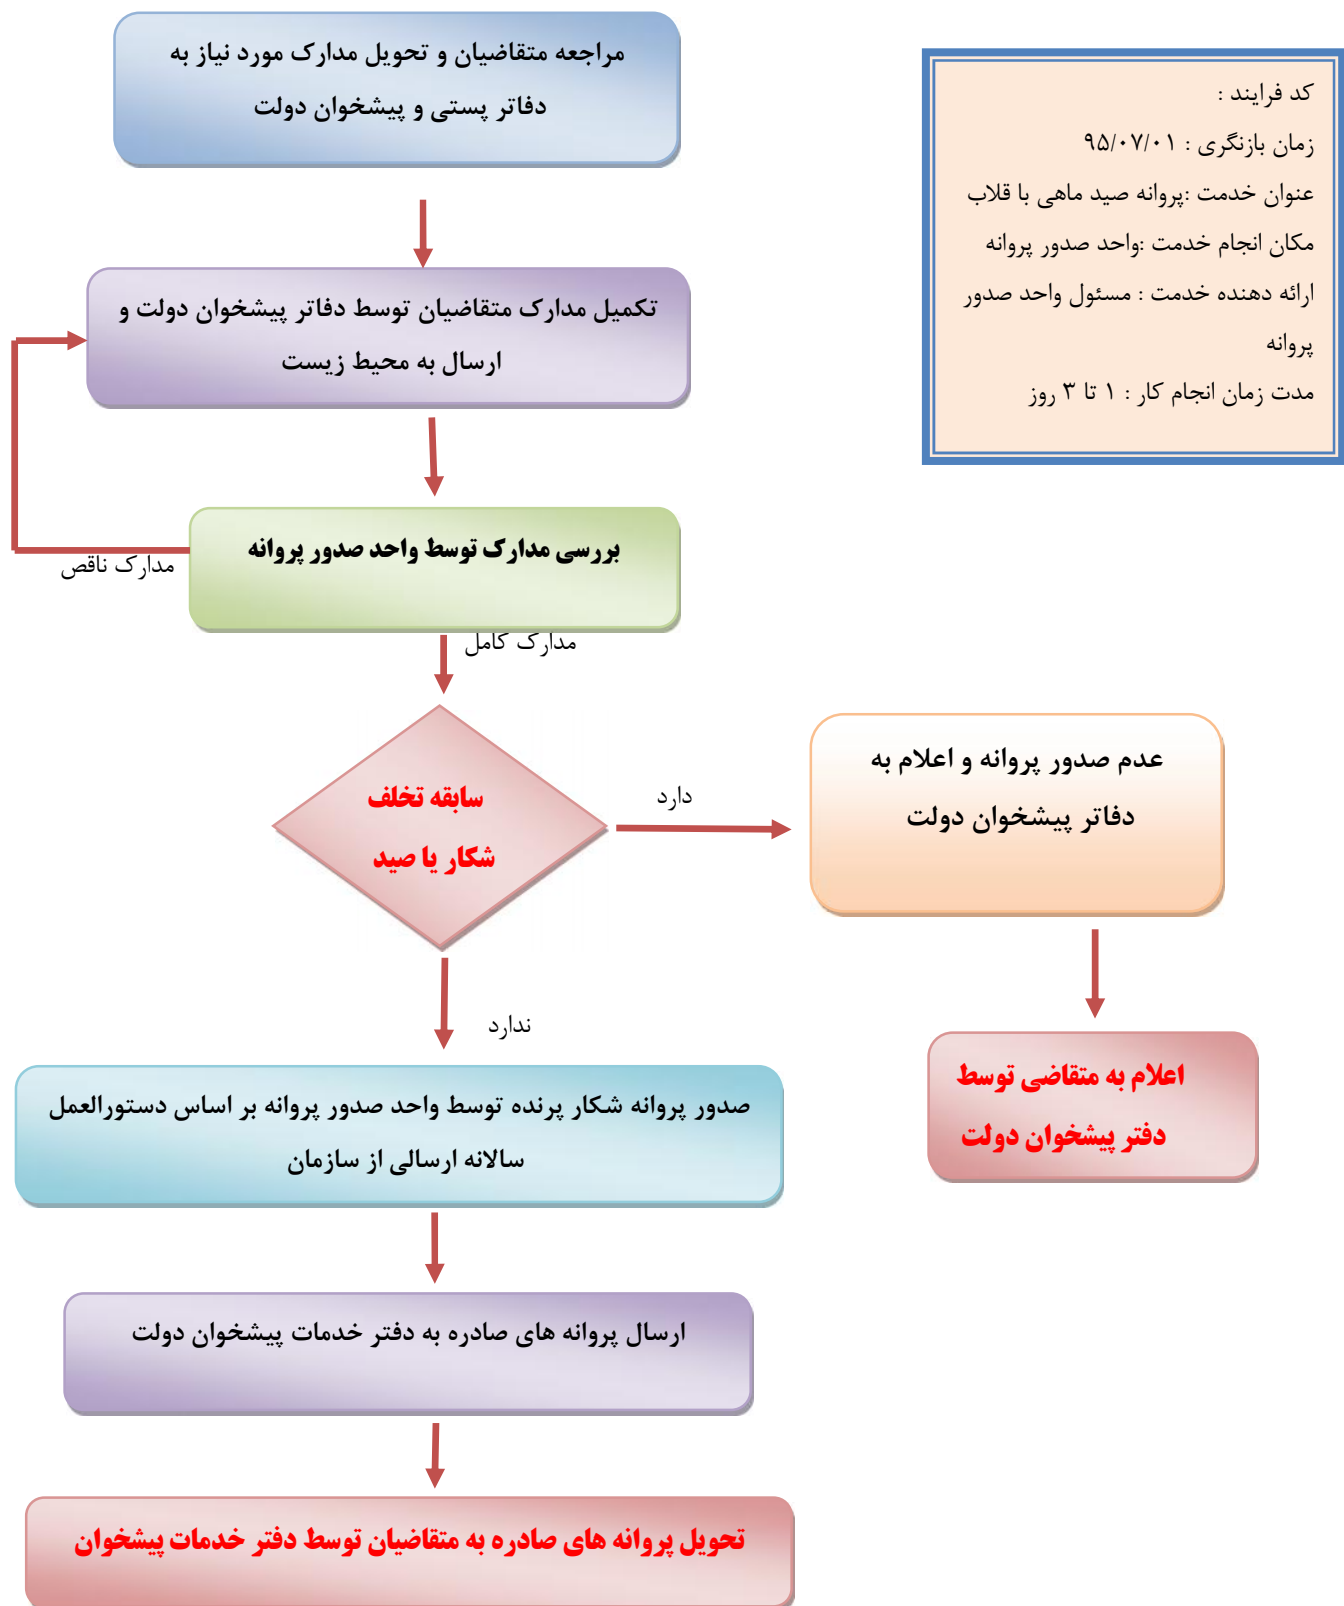 مراجعه متقاضیان و تحویل مدارک مورد نیاز به
دفاتر پستی و پیشخوان دولت
کد فرایند :
زمان بازنگری : ۹۵/۰۷/۰۱
عنوان خدمت :پروانه صید ماهی با قلاب
مکان انجام خدمت :واحد صدور پروانه
ارائه دهنده خدمت : مسئول واحد صدور
پروانه
مدت زمان انجام کار : ۱ تا ۳ روز
تکمیل مدارک متقاضیان توسط دفاتر پیشخوان دولت و
ارسال به محیط زیست
بررسی مدارک توسط واحد صدور پروانه
مدارک ناقص
مدارک کامل
سابقه تخلف
شکار یا صید
دارد
عدم صدور پروانه و اعلام به
دفاتر پیشخوان دولت
ندارد
اعلام به متقاضی توسط
دفتر پیشخوان دولت
صدور پروانه شکار پرنده توسط واحد صدور پروانه بر اساس دستورالعمل
سالانه ارسالی از سازمان
ارسال پروانه های صادره به دفتر خدمات پیشخوان دولت
تحویل پروانه های صادره به متقاضیان توسط دفتر خدمات پیشخوان